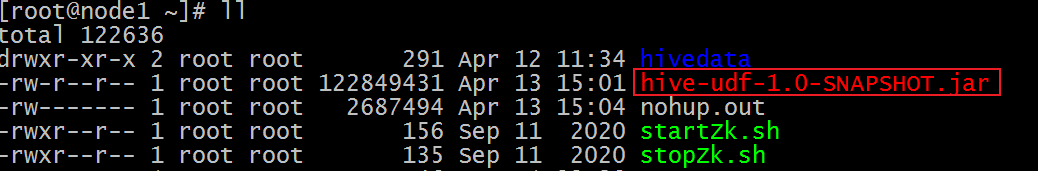 [root@node1 ~]# ll
total 122636
drwxr-xr-x 2 root root 291 Apr 12 11:34 hivedata
-rw-r--r-- 1 root root 122849431 Apr 13 15:01 hive-udf-1.0-SNAPSHOT.jar
-rw------- 1 root root 2687494 Apr 13 15:04 nohup.out
-rwxr--r-- 1 root root 156 Sep 11 2020 startZk.sh
-rwxr--r-- 1 root root 135 Sep 11 2020 stopZk.sh